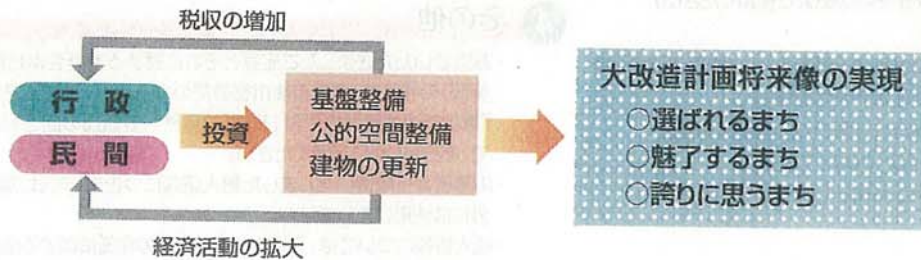 税収の増加
行政
民間
投資
基盤整備
公的空間整備
建物の更新
経済活動の拡大
大改造計画将来像の実現
○選ばれるまち
○魅了するまち
○誇りに思うまち
その他